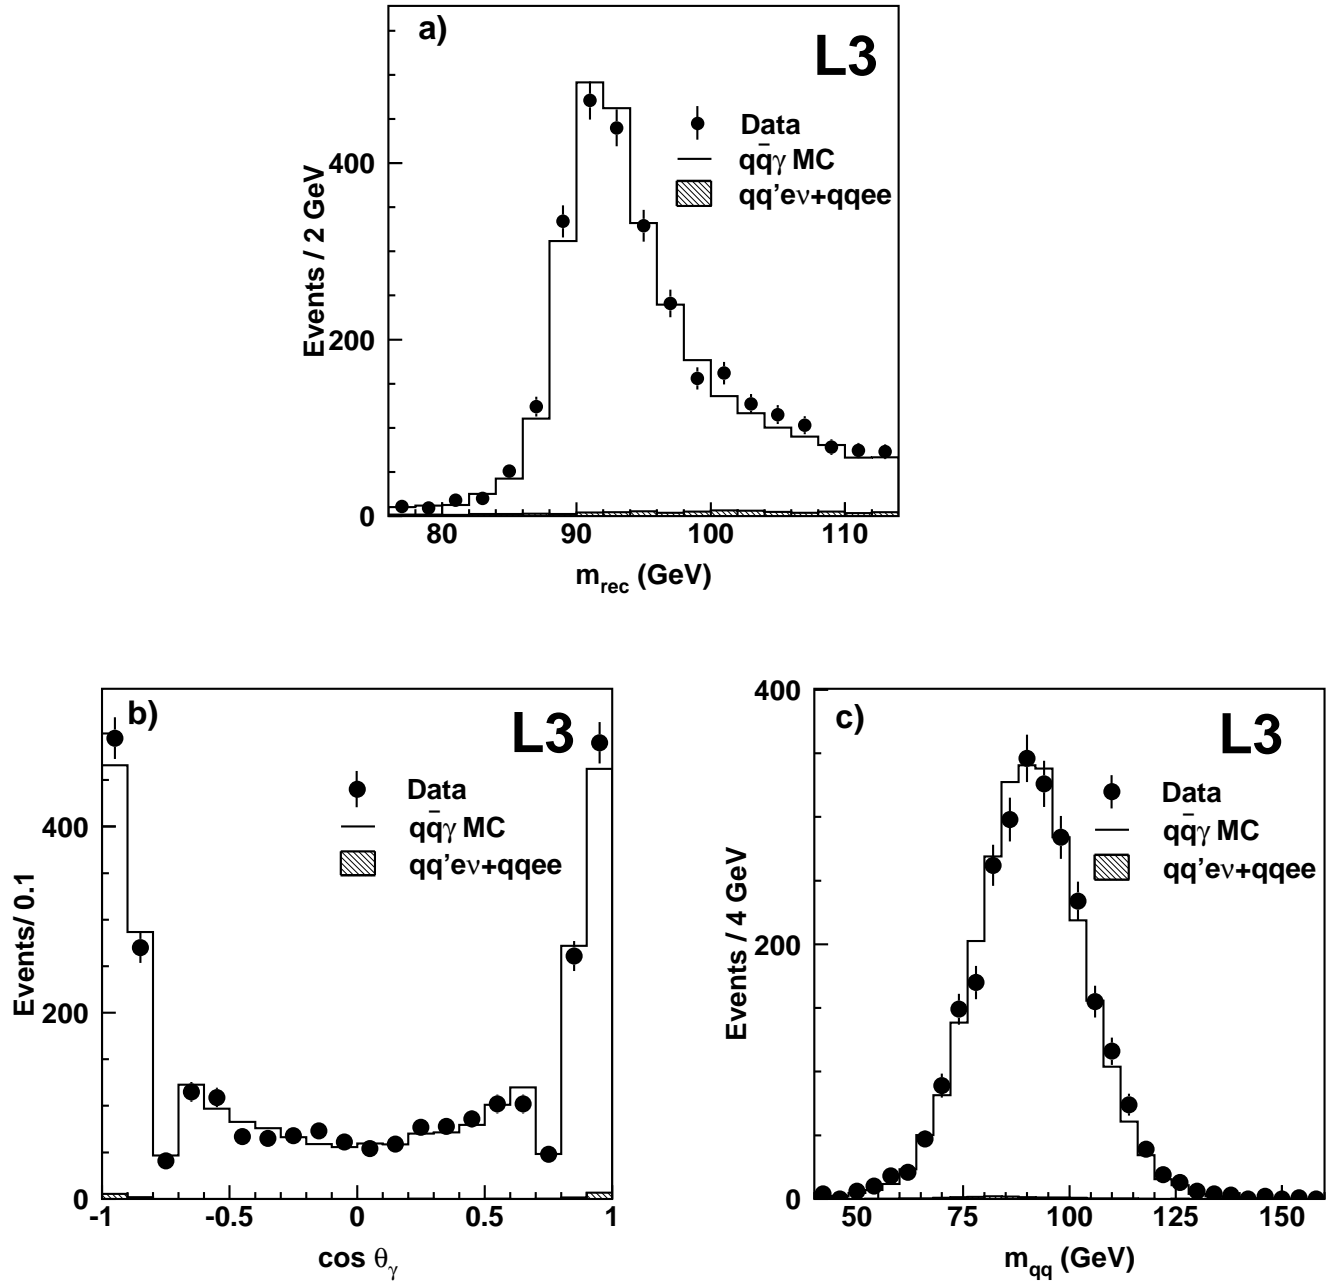 a)
L3
Data
qq̄γ MC
qq’eν+qqee
Events / 2 GeV
400
200
0
80 90 100 110
m_rec (GeV)
b)
L3
Data
qq̄γ MC
qq’eν+qqee
Events/ 0.1
400
200
0
-1 -0.5 0 0.5 1
cos θ_γ
c)
L3
Data
qq̄γ MC
qq’eν+qqee
Events / 4 GeV
400
200
0
50 75 100 125 150
m_qq (GeV)